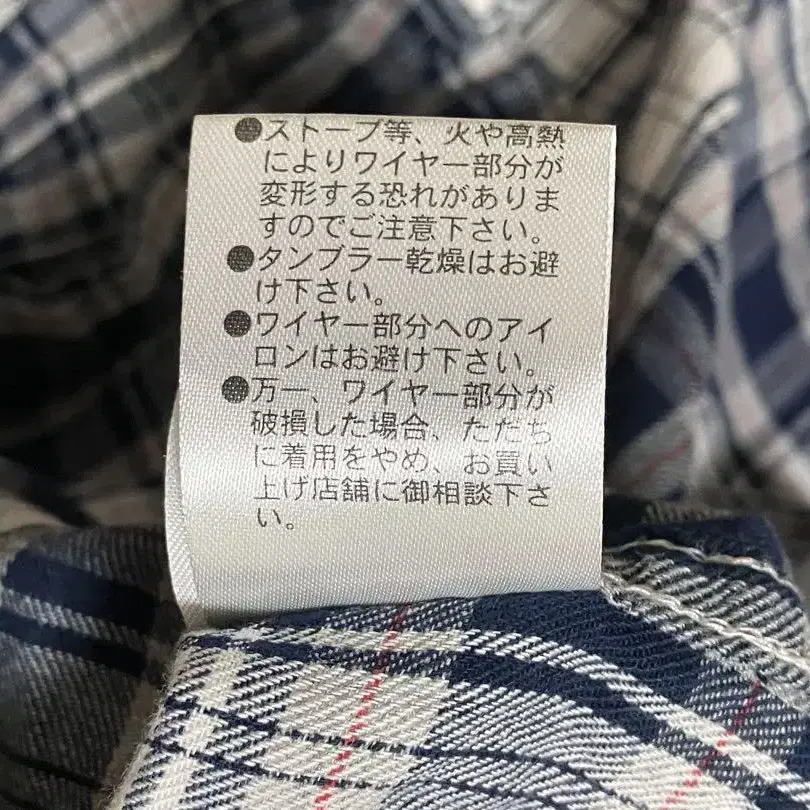 ●ストーブ等、火や高熱
によりワイヤー部分が
変形する恐れがありま
すのでご注意下さい。
●タンブラー乾燥はお避
け下さい。
●ワイヤー部分へのアイ
ロンはお避け下さい。
●万一、ワイヤー部分が
破損した場合、ただち
に着用をやめ、お買い
上げ店舗に御相談下さ
い。